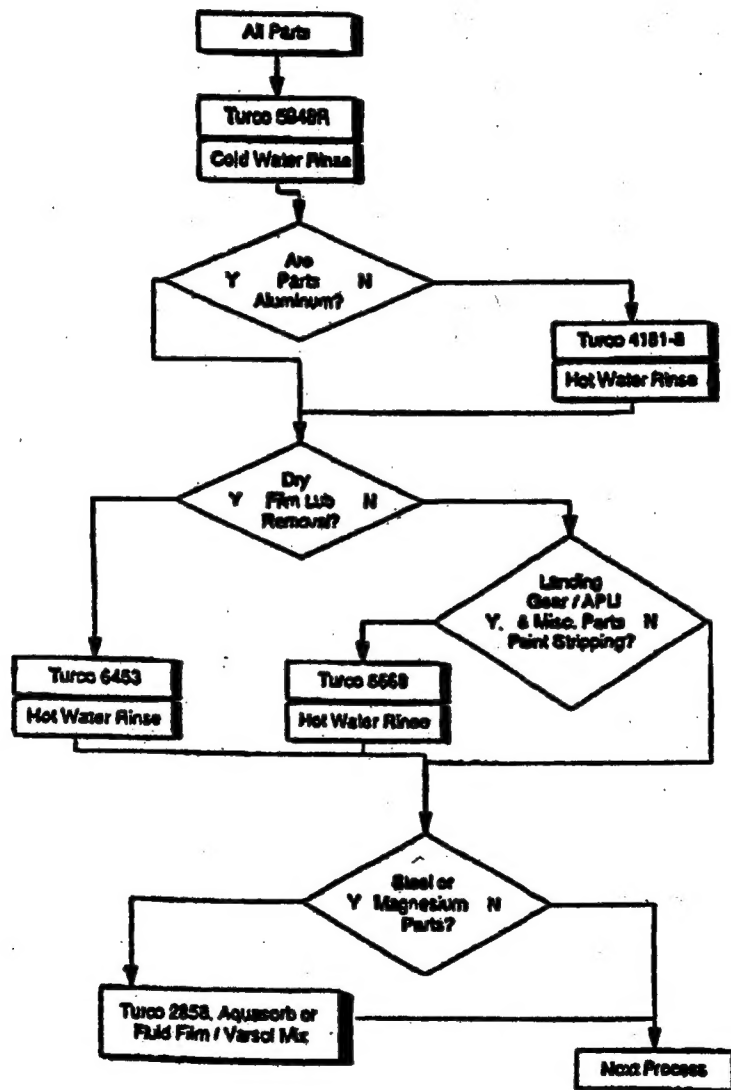 All Parts
Turco 5948R
Cold Water Rinse
Are
Y Parts N
Aluminum?
Turco 4181-8
Hot Water Rinse
Dry
Y Film Lub N
Removal?
Landing
Gear / APU
Y, & Misc. Parts N
Paint Stripping?
Turco 6453
Hot Water Rinse
Turco 5668
Hot Water Rinse
Steel or
Y Magnesium N
Parts?
Turco 2858, Aquasorb or
Fluid Film / Varsol Mix
Next Process